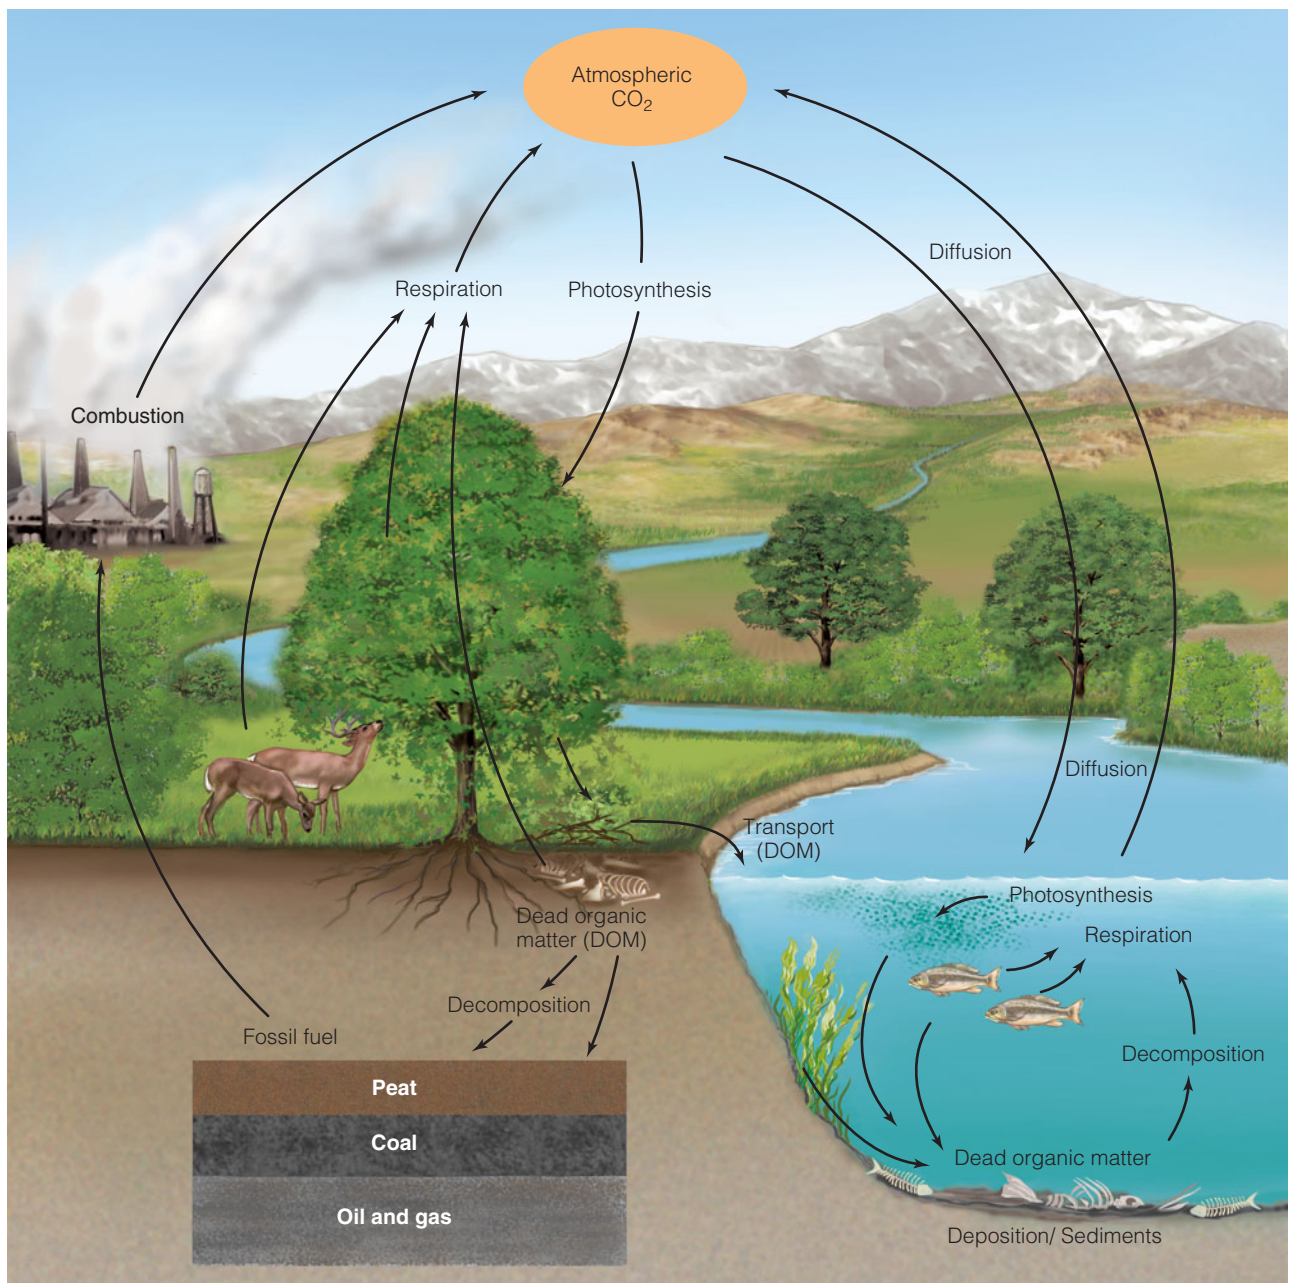 Atmospheric
CO₂
Diffusion
Respiration
Photosynthesis
Combustion
Diffusion
Transport
(DOM)
Photosynthesis
Respiration
Dead organic
matter (DOM)
Decomposition
Fossil fuel
Decomposition
Peat
Coal
Dead organic matter
Oil and gas
Deposition/ Sediments